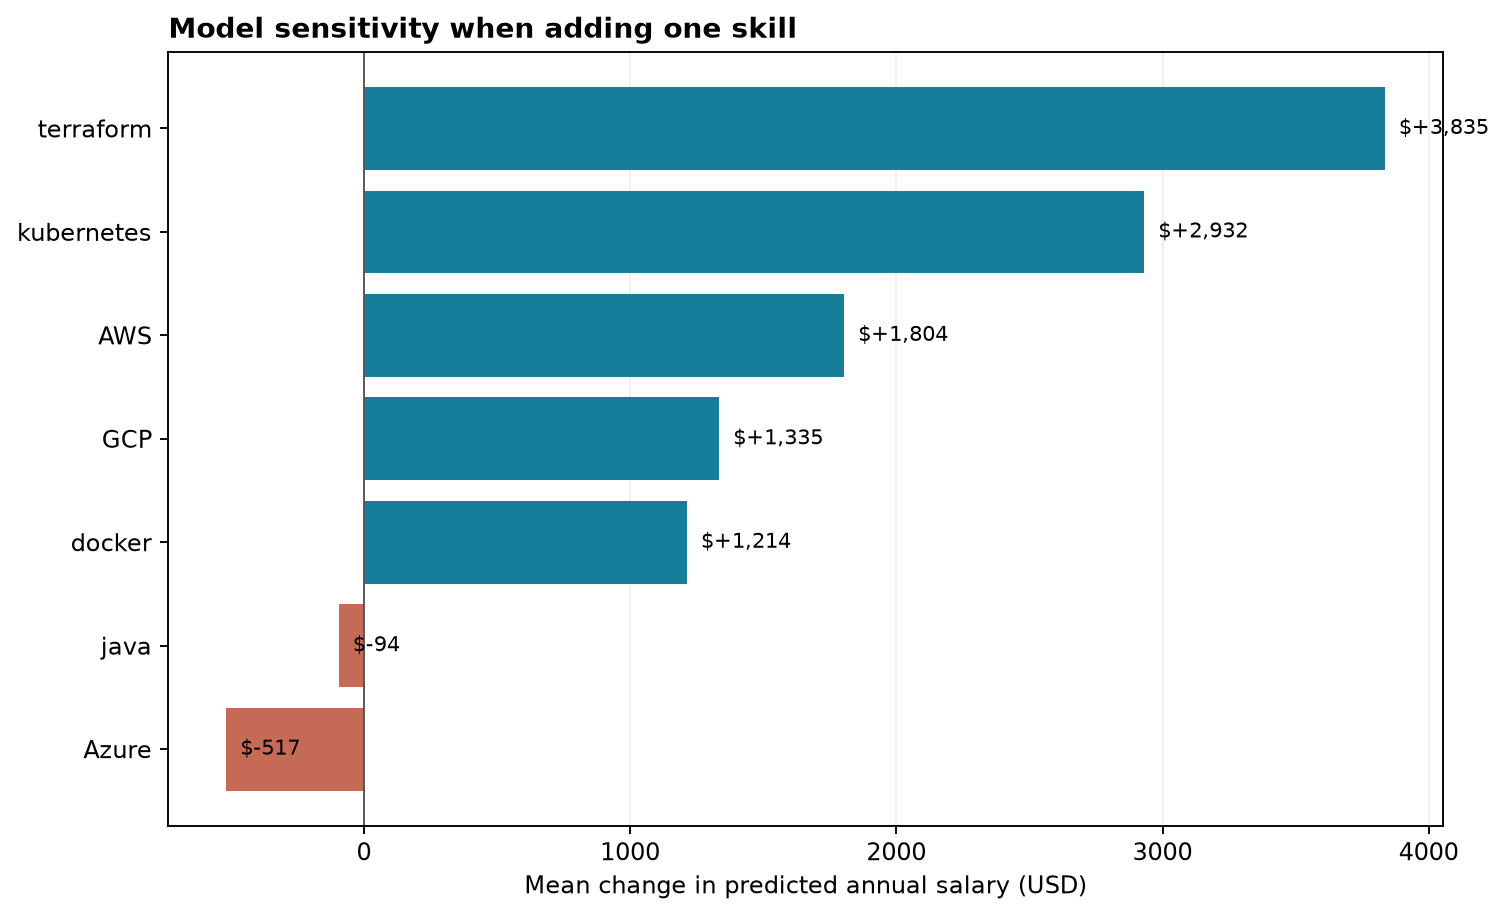 Model sensitivity when adding one skill
terraform $+3,835
kubernetes $+2,932
AWS $+1,804
GCP $+1,335
docker $+1,214
java $-94
Azure $-517
0 1000 2000 3000 4000
Mean change in predicted annual salary (USD)